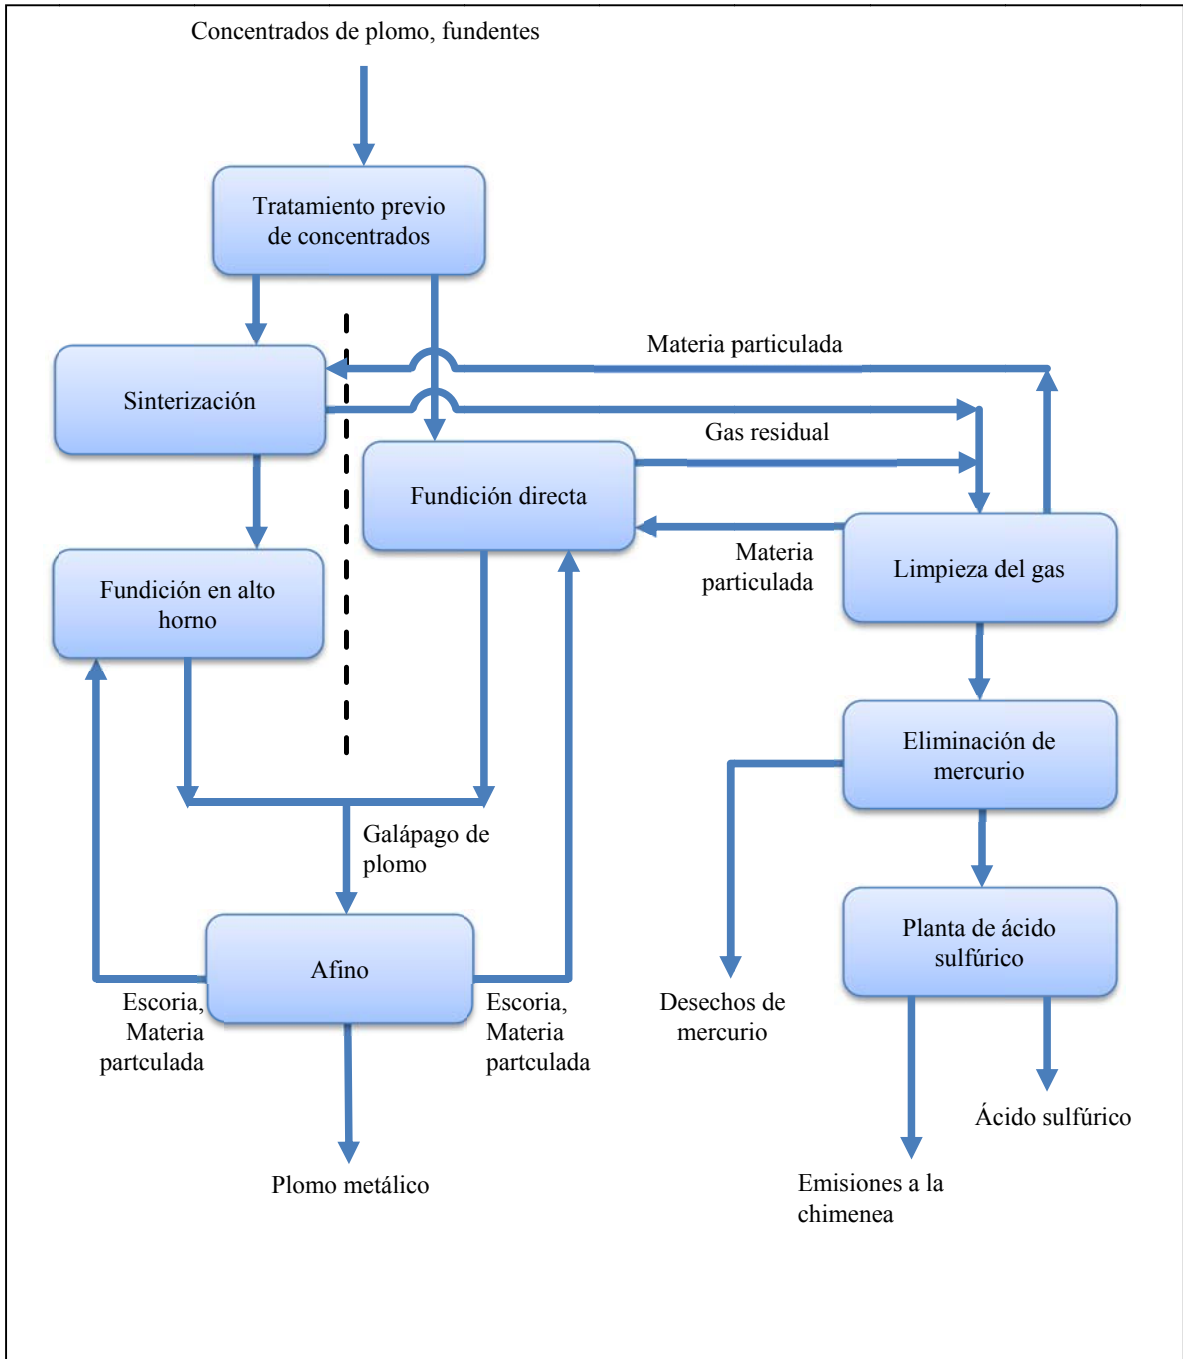 Concentrados de plomo, fundentes
Tratamiento previo
de concentrados
Materia particulada
Sinterización
Gas residual
Fundición directa
Materia
particulada
Limpieza del gas
Fundición en alto
horno
Eliminación de
mercurio
Galápago de
plomo
Planta de ácido
sulfúrico
Afino
Escoria,
Materia
partculada
Escoria,
Materia
partculada
Desechos de
mercurio
Ácido sulfúrico
Plomo metálico
Emisiones a la
chimenea